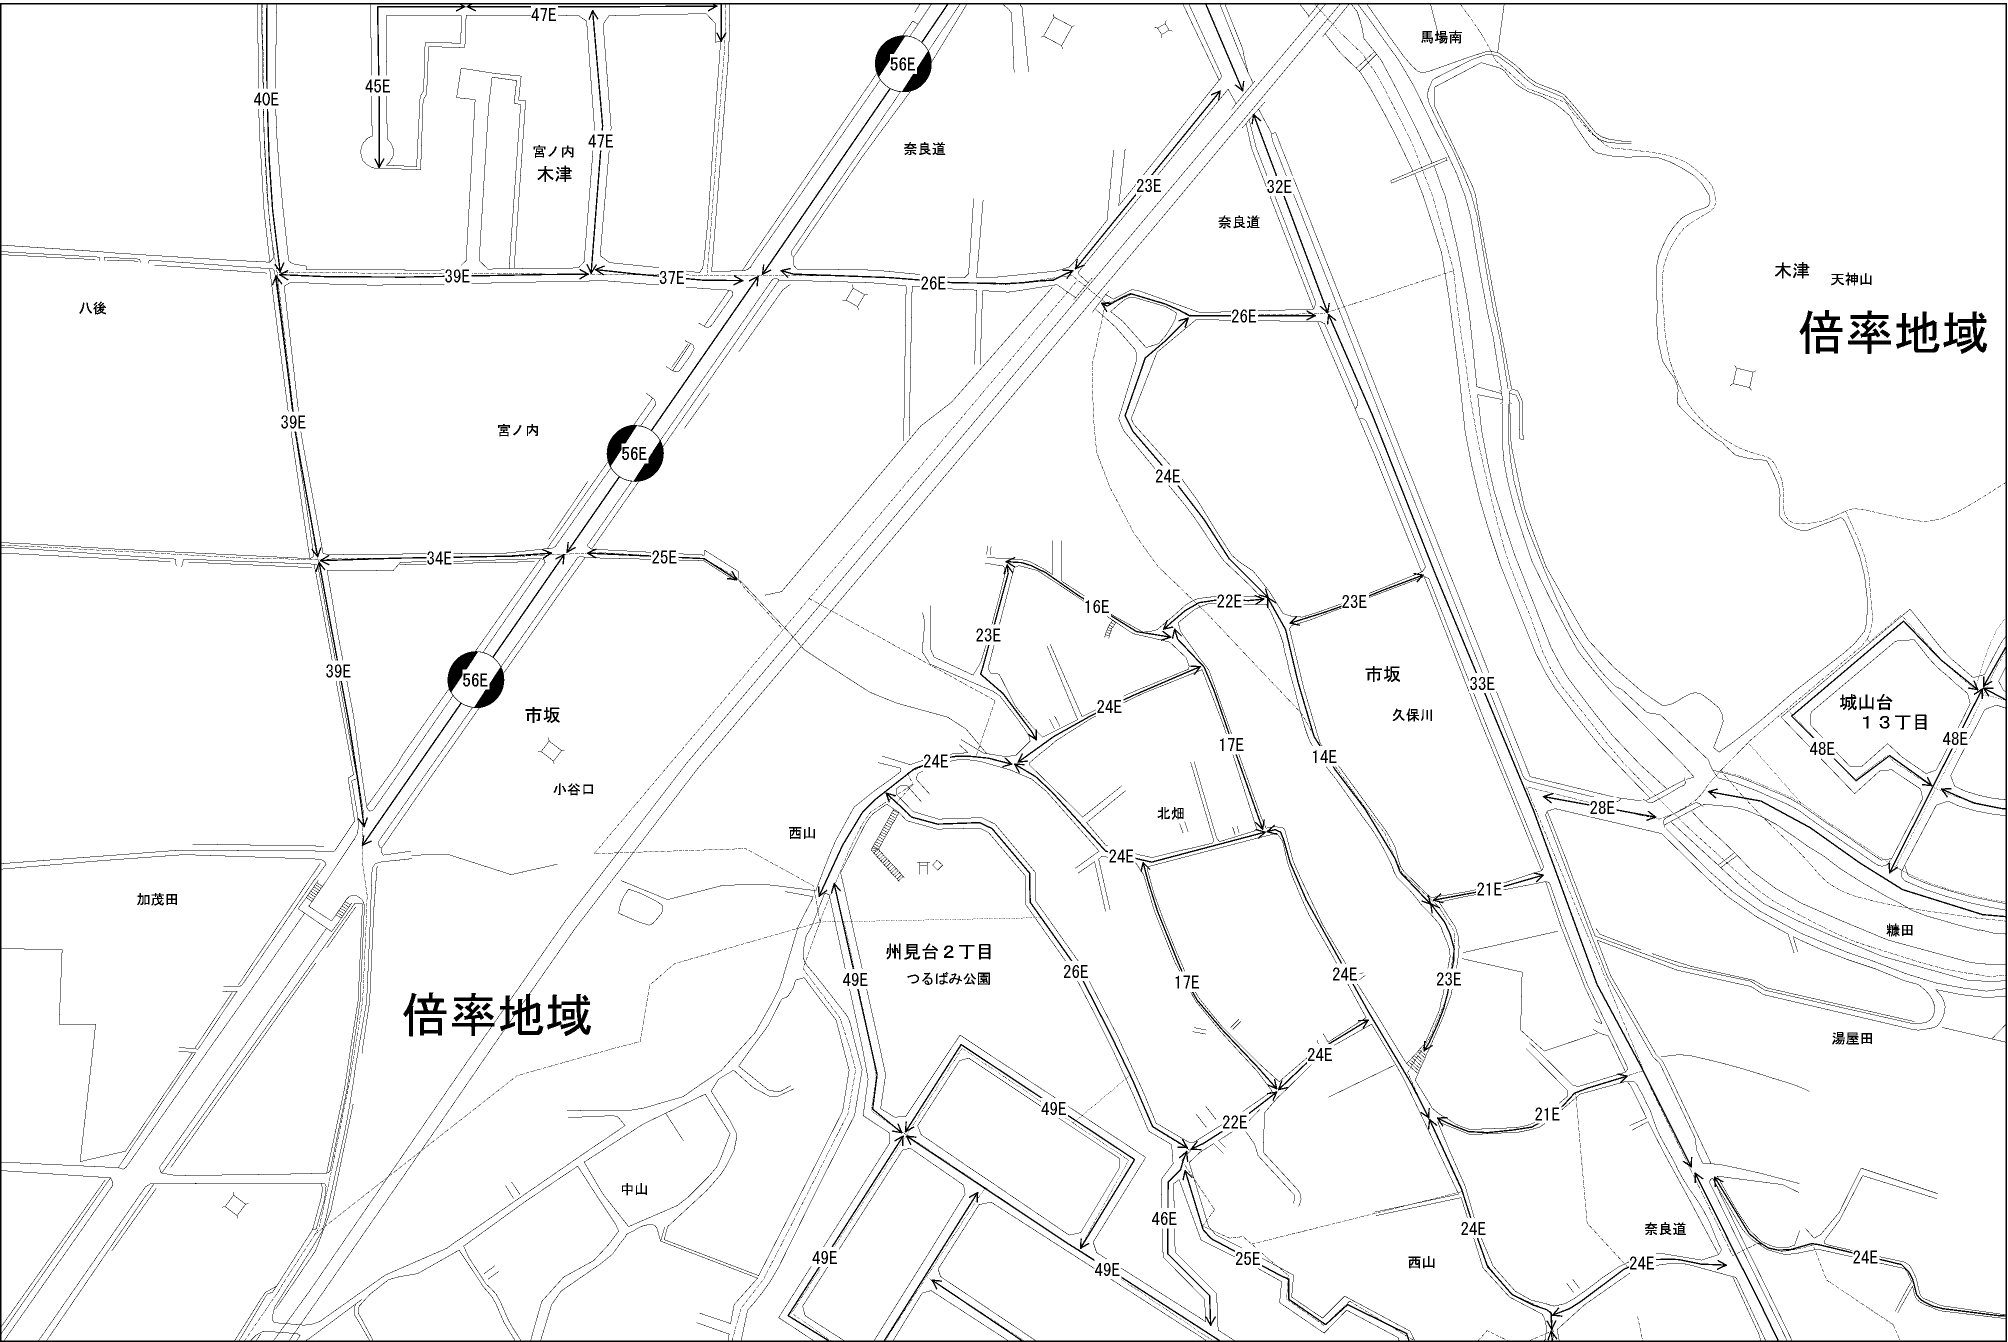 47E
馬場南
56E
45E
40E
47E
宮ノ内
木津
奈良道
23E
32E
奈良道
木津
天神山
39E
37E
26E
八後
26E
倍率地域
39E
宮ノ内
56E
24E
34E
25E
16E
22E
23E
23E
39E
56E
市坂
33E
市坂
24E
久保川
城山台
13丁目
48E
48E
17E
14E
24E
小谷口
28E
北畑
西山
24E
21E
加茂田
糠田
州見台2丁目
つるばみ公園
49E
26E
17E
24E
23E
倍率地域
湯屋田
24E
49E
22E
21E
中山
46E
24E
奈良道
49E
25E
西山
24E
24E
49E